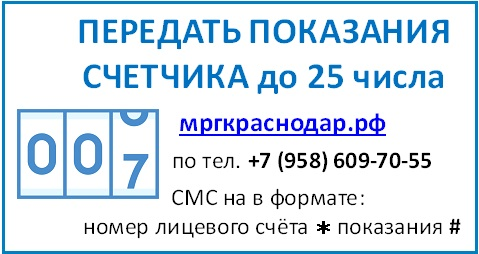 ПЕРЕДАТЬ ПОКАЗАНИЯ
СЧЕТЧИКА до 25 числа
007
мргкраснодар.рф
по тел. +7 (958) 609-70-55
СМС на в формате:
номер лицевого счёта * показания #